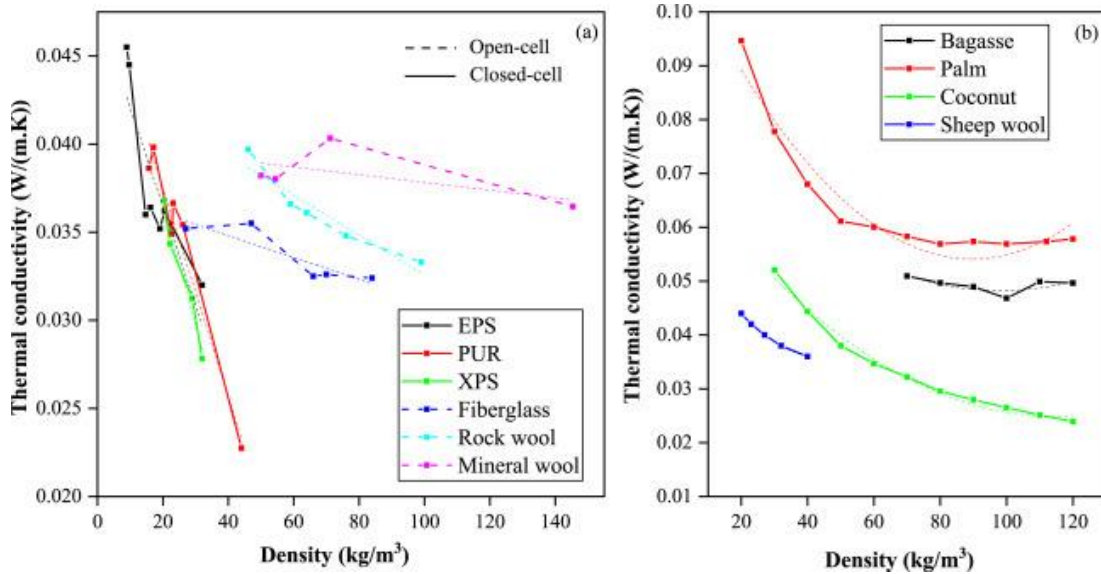 (a)
Open-cell
Closed-cell
0.045
0.040
0.035
0.030
0.025
0.020
Thermal conductivity (W/(m.K))
EPS
PUR
XPS
Fiberglass
Rock wool
Mineral wool
0 20 40 60 80 100 120 140
Density (kg/m³)
(b)
Bagasse
Palm
Coconut
Sheep wool
0.10
0.09
0.08
0.07
0.06
0.05
0.04
0.03
0.02
0.01
Thermal conductivity (W/(m.K))
20 40 60 80 100 120
Density (kg/m³)